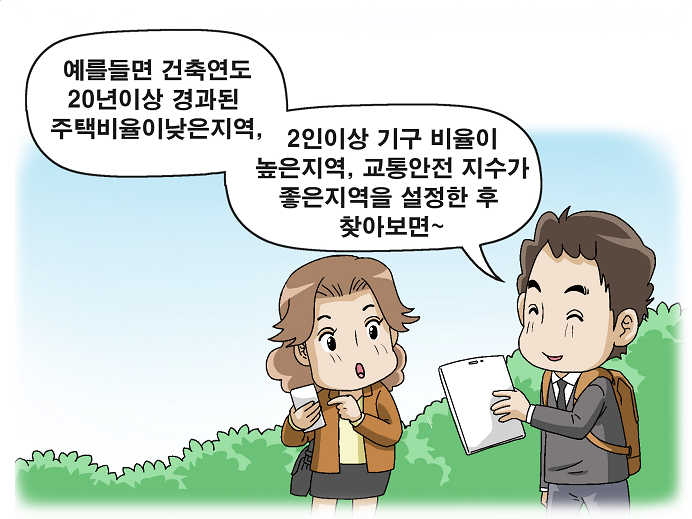 예를들면 건축연도
20년이상 경과된
주택비율이낮은지역,
2인이상 기구 비율이
높은지역, 교통안전 지수가
좋은지역을 설정한 후
찾아보면~